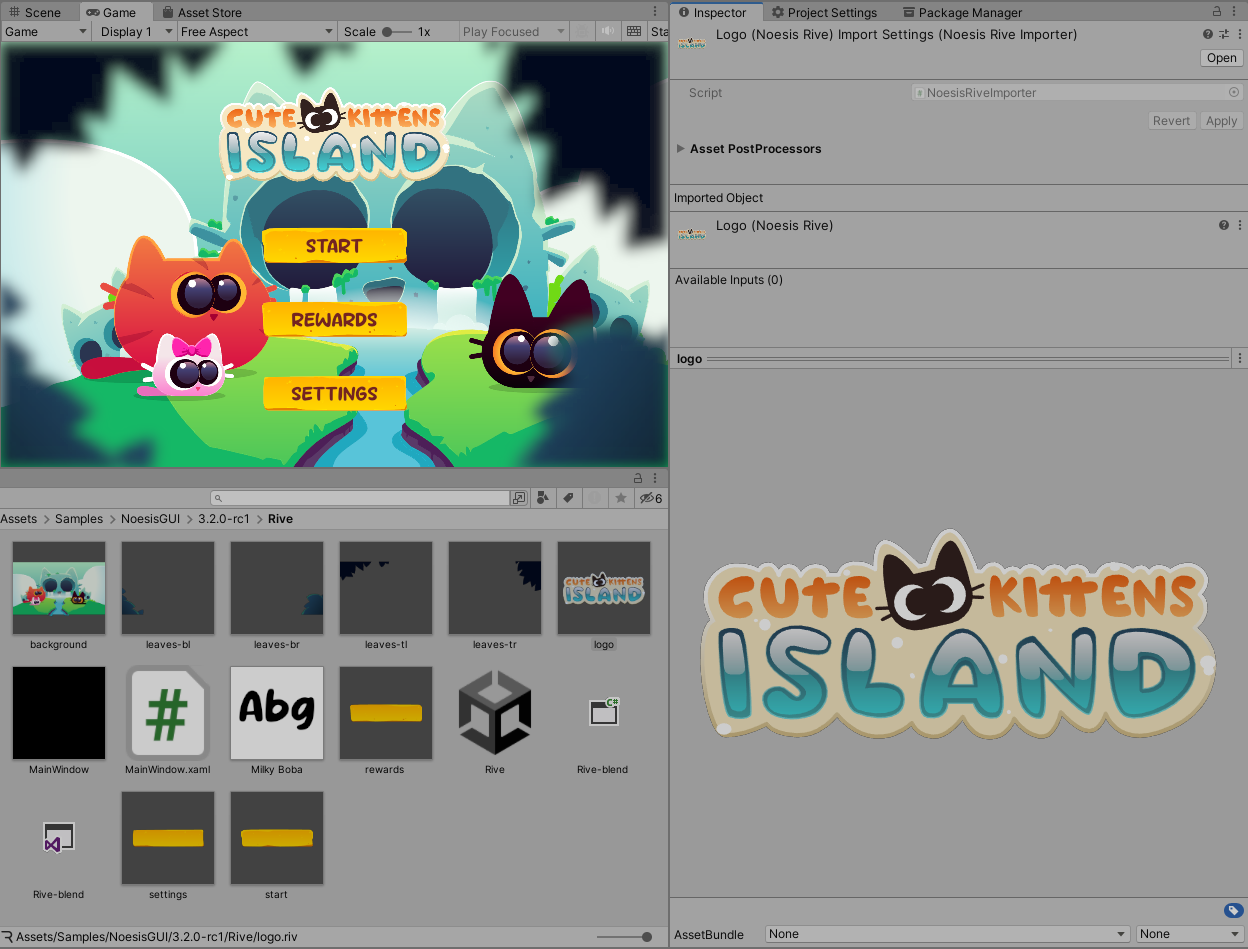 Scene Game Asset Store
Game Display 1 Free Aspect Scale 1x Play Focused Sta
CUTE KITTENS
ISLAND
START
REWARDS
SETTINGS
6
Assets > Samples > NoesisGUI > 3.2.0-rc1 > Rive
background leaves-bl leaves-br leaves-tl leaves-tr logo
#
Abg
MainWindow MainWindow.xaml Milky Boba rewards Rive Rive-blend
Rive-blend settings start
Assets/Samples/NoesisGUI/3.2.0-rc1/Rive/logo.riv
Inspector Project Settings Package Manager
Logo (Noesis Rive) Import Settings (Noesis Rive Importer)
Open
Script NoesisRiveImporter
Revert Apply
Asset PostProcessors
Imported Object
Logo (Noesis Rive)
Available Inputs (0)
logo
CUTE KITTENS
ISLAND
AssetBundle None None